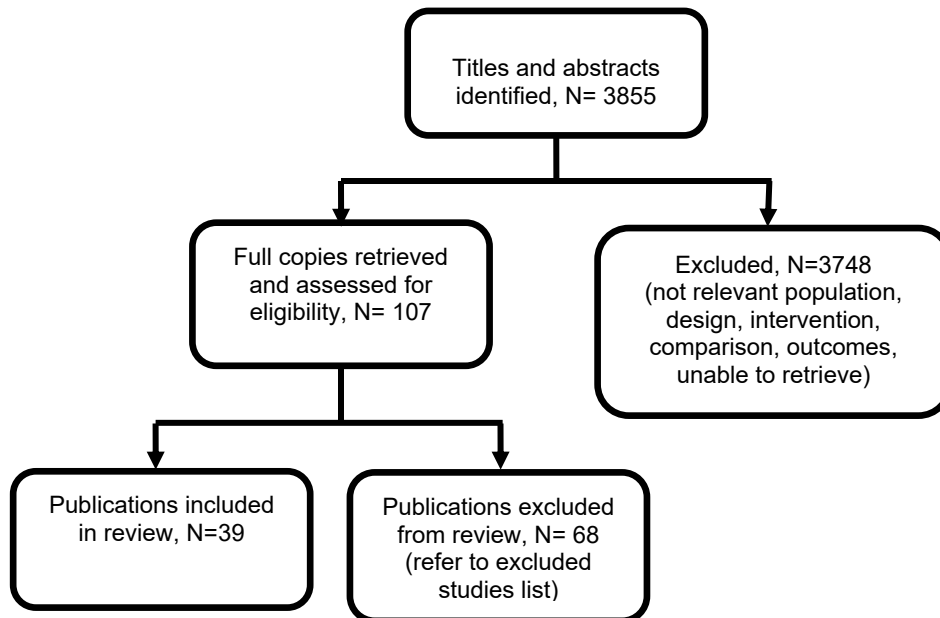 Titles and abstracts
identified, N= 3855
Full copies retrieved
and assessed for
eligibility, N= 107
Excluded, N=3748
(not relevant population,
design, intervention,
comparison, outcomes,
unable to retrieve)
Publications included
in review, N=39
Publications excluded
from review, N= 68
(refer to excluded
studies list)